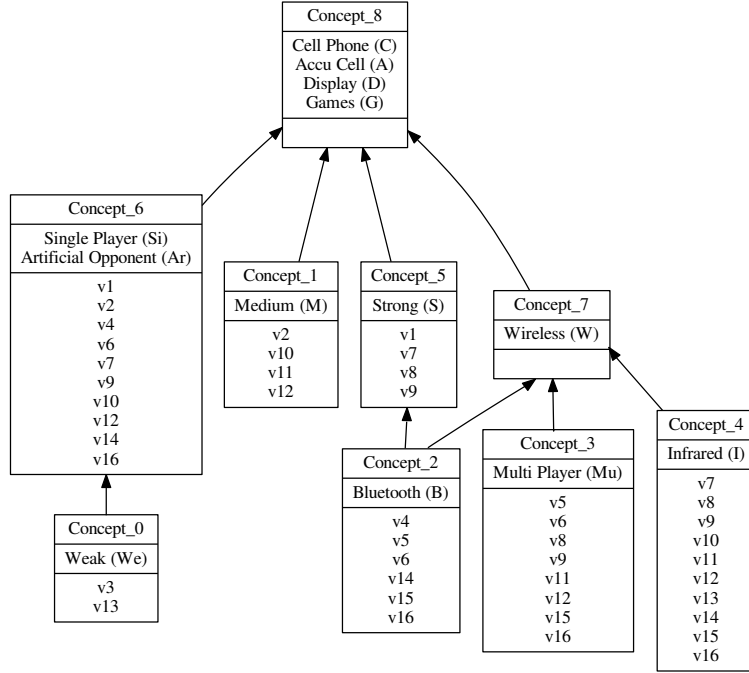 Concept_8
Cell Phone (C)
Accu Cell (A)
Display (D)
Games (G)
Concept_6
Single Player (Si)
Artificial Opponent (Ar)
v1
v2
v4
v6
v7
v9
v10
v12
v14
v16
Concept_1
Medium (M)
v2
v10
v11
v12
Concept_5
Strong (S)
v1
v7
v8
v9
Concept_7
Wireless (W)
Concept_0
Weak (We)
v3
v13
Concept_2
Bluetooth (B)
v4
v5
v6
v14
v15
v16
Concept_3
Multi Player (Mu)
v5
v6
v8
v9
v11
v12
v15
v16
Concept_4
Infrared (I)
v7
v8
v9
v10
v11
v12
v13
v14
v15
v16